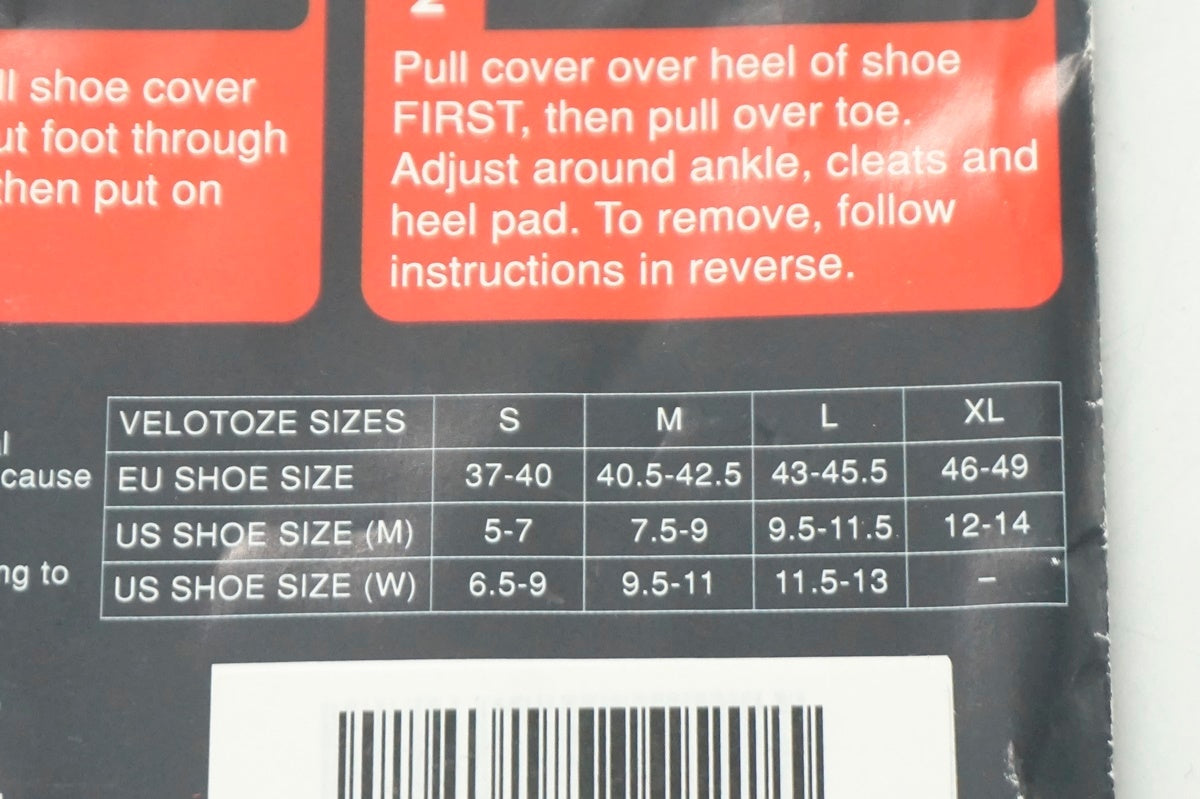 ll shoe cover
ut foot through
then put on
2
Pull cover over heel of shoe
FIRST, then pull over toe.
Adjust around ankle, cleats and
heel pad. To remove, follow
instructions in reverse.
l
cause
ng to
VELOTOZE SIZES S M L XL
EU SHOE SIZE 37-40 40.5-42.5 43-45.5 46-49
US SHOE SIZE (M) 5-7 7.5-9 9.5-11.5 12-14
US SHOE SIZE (W) 6.5-9 9.5-11 11.5-13 –